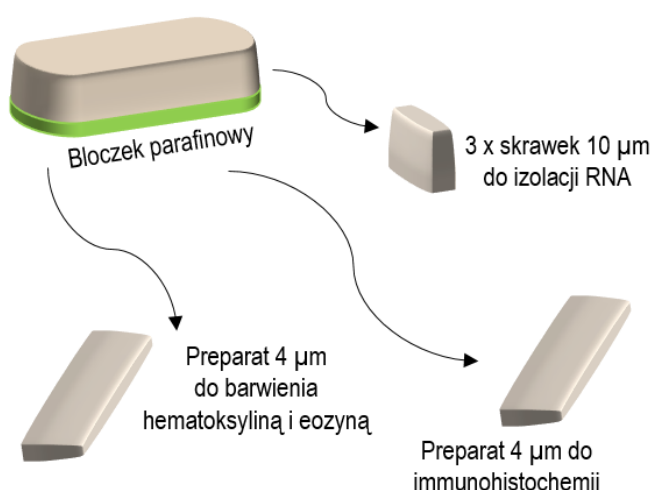 Bloczek parafinowy
3 x skrawek 10 µm
do izolacji RNA
Preparat 4 µm
do barwienia
hematoksyliną i eozyną
Preparat 4 µm do
immunohistochemii